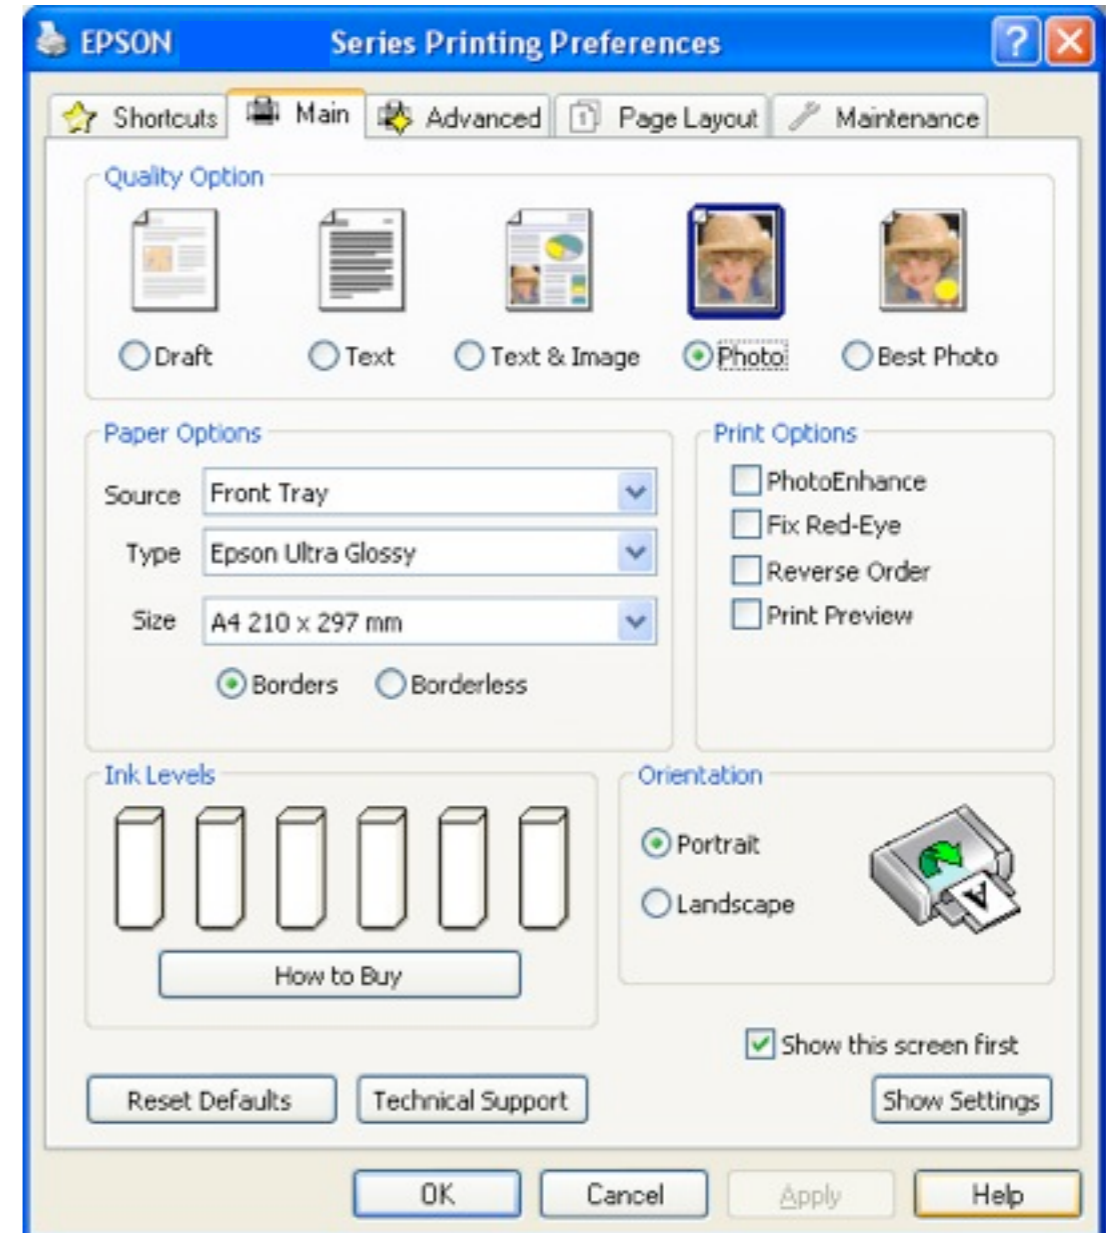 EPSON Series Printing Preferences
Shortcuts Main Advanced 1 Page Layout Maintenance
Quality Option
Draft Text Text & Image Photo Best Photo
Paper Options
Source Front Tray
Type Epson Ultra Glossy
Size A4 210 x 297 mm
Borders Borderless
Print Options
PhotoEnhance
Fix Red-Eye
Reverse Order
Print Preview
Ink Levels
How to Buy
Orientation
Portrait
Landscape
A
Show this screen first
Reset Defaults Technical Support Show Settings
OK Cancel Apply Help